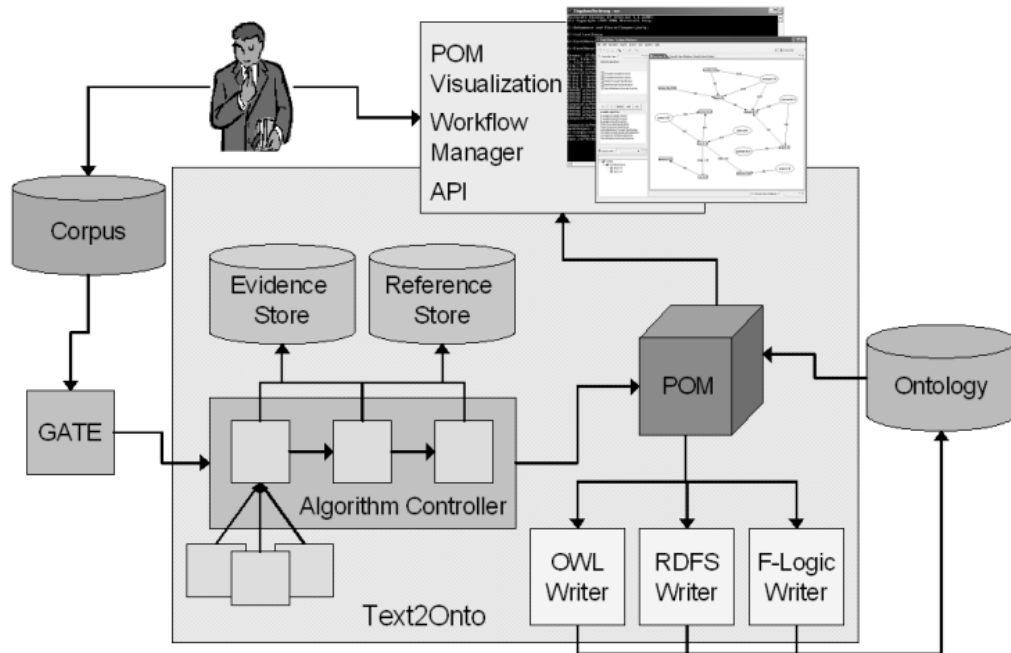 POM
Visualization
Workflow
Manager
API
Corpus
Evidence
Store
Reference
Store
POM
Ontology
GATE
Algorithm Controller
OWL
Writer
RDFS
Writer
F-Logic
Writer
Text2Onto